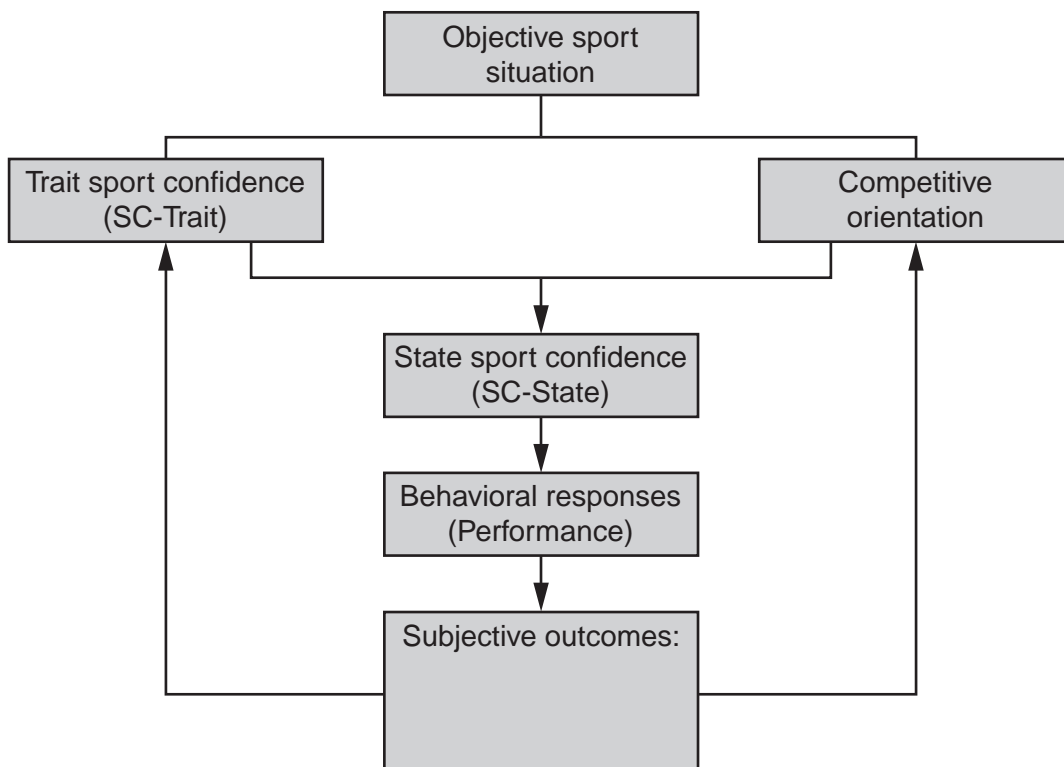 Objective sport
situation
Trait sport confidence
(SC-Trait)
Competitive
orientation
State sport confidence
(SC-State)
Behavioral responses
(Performance)
Subjective outcomes: